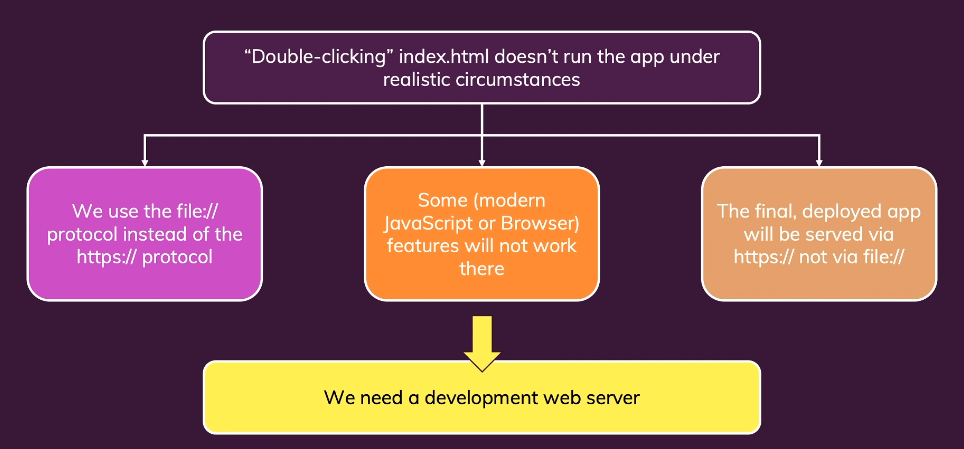 “Double-clicking” index.html doesn’t run the app under
realistic circumstances
We use the file://
protocol instead of the
https:// protocol
Some (modern
JavaScript or Browser)
features will not work
there
The final, deployed app
will be served via
https:// not via file://
We need a development web server